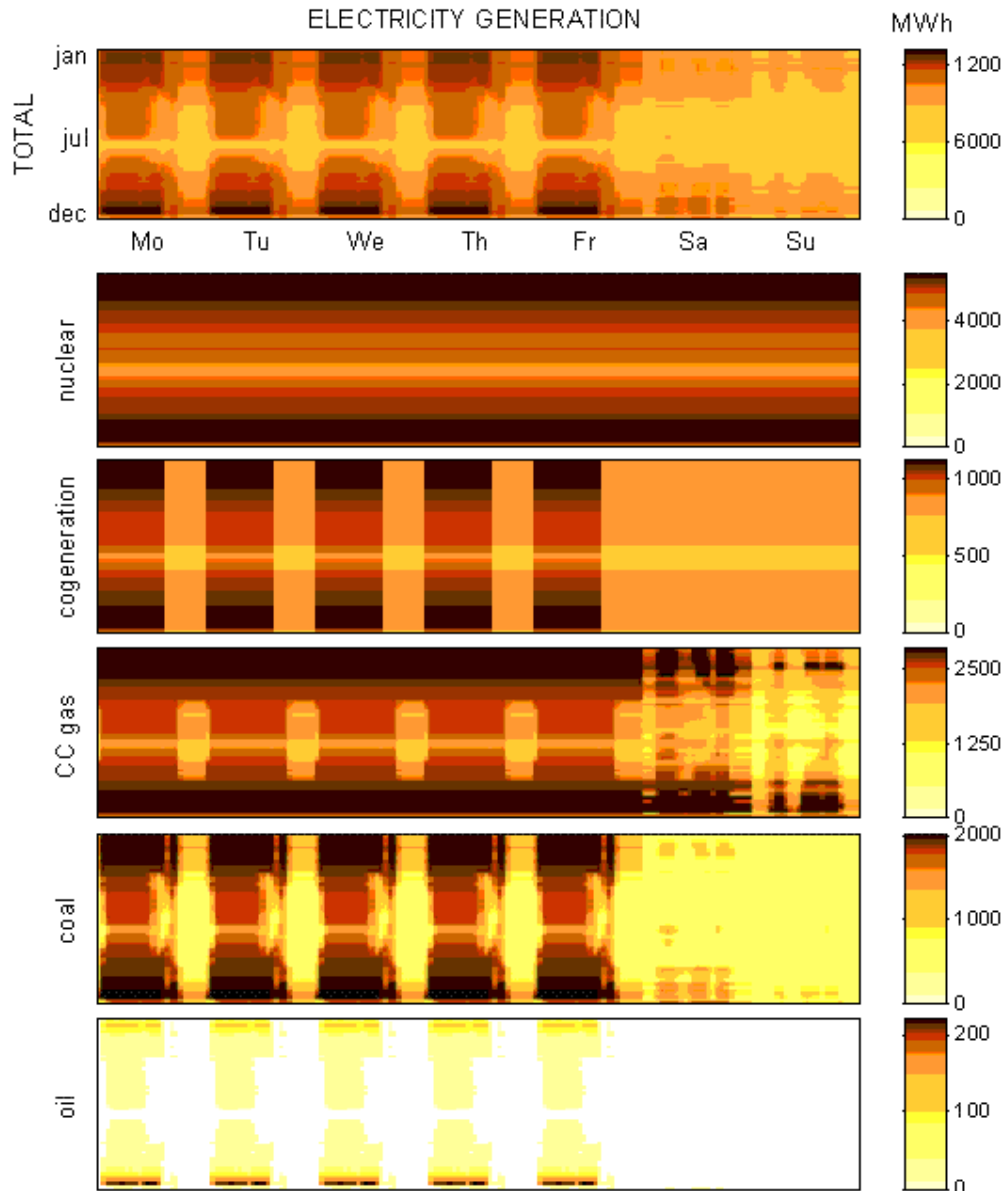 ELECTRICITY GENERATION
MWh
TOTAL
jan
jul
dec
1200
6000
0
Mo Tu We Th Fr Sa Su
nuclear
4000
2000
0
cogeneration
1000
500
0
CC gas
2500
1250
0
coal
2000
1000
0
oil
200
100
0